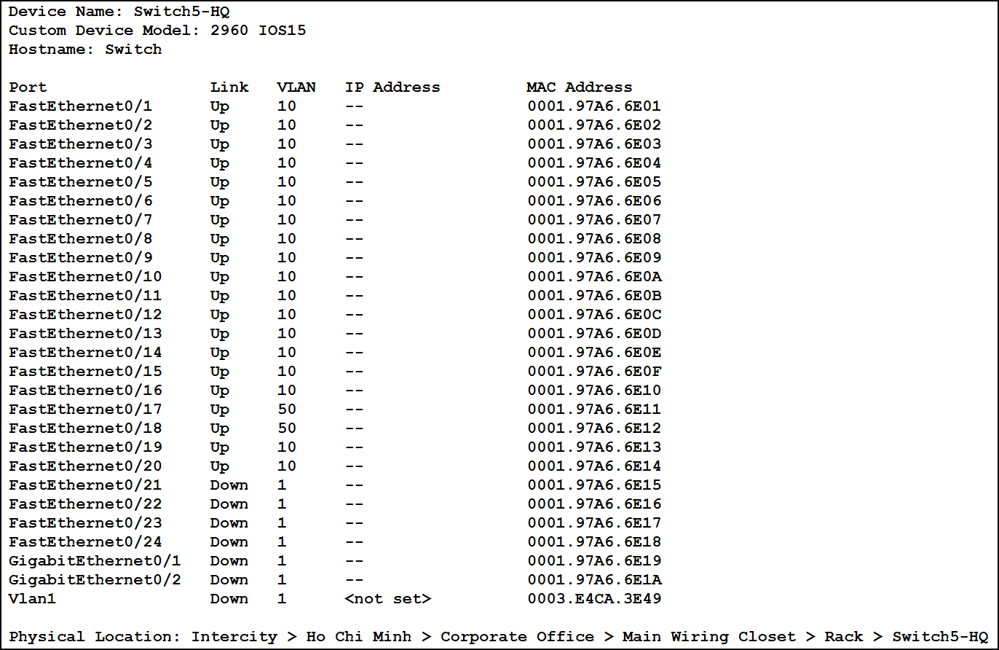 Device Name: Switch5-HQ
Custom Device Model: 2960 IOS15
Hostname: Switch
Port Link VLAN IP Address MAC Address
FastEthernet0/1 Up 10 -- 0001.97A6.6E01
FastEthernet0/2 Up 10 -- 0001.97A6.6E02
FastEthernet0/3 Up 10 -- 0001.97A6.6E03
FastEthernet0/4 Up 10 -- 0001.97A6.6E04
FastEthernet0/5 Up 10 -- 0001.97A6.6E05
FastEthernet0/6 Up 10 -- 0001.97A6.6E06
FastEthernet0/7 Up 10 -- 0001.97A6.6E07
FastEthernet0/8 Up 10 -- 0001.97A6.6E08
FastEthernet0/9 Up 10 -- 0001.97A6.6E09
FastEthernet0/10 Up 10 -- 0001.97A6.6E0A
FastEthernet0/11 Up 10 -- 0001.97A6.6E0B
FastEthernet0/12 Up 10 -- 0001.97A6.6E0C
FastEthernet0/13 Up 10 -- 0001.97A6.6E0D
FastEthernet0/14 Up 10 -- 0001.97A6.6E0E
FastEthernet0/15 Up 10 -- 0001.97A6.6E0F
FastEthernet0/16 Up 10 -- 0001.97A6.6E10
FastEthernet0/17 Up 50 -- 0001.97A6.6E11
FastEthernet0/18 Up 50 -- 0001.97A6.6E12
FastEthernet0/19 Up 10 -- 0001.97A6.6E13
FastEthernet0/20 Up 10 -- 0001.97A6.6E14
FastEthernet0/21 Down 1 -- 0001.97A6.6E15
FastEthernet0/22 Down 1 -- 0001.97A6.6E16
FastEthernet0/23 Down 1 -- 0001.97A6.6E17
FastEthernet0/24 Down 1 -- 0001.97A6.6E18
GigabitEthernet0/1 Down 1 -- 0001.97A6.6E19
GigabitEthernet0/2 Down 1 -- 0001.97A6.6E1A
Vlan1 Down 1 <not set> 0003.E4CA.3E49
Physical Location: Intercity > Ho Chi Minh > Corporate Office > Main Wiring Closet > Rack > Switch5-HQ